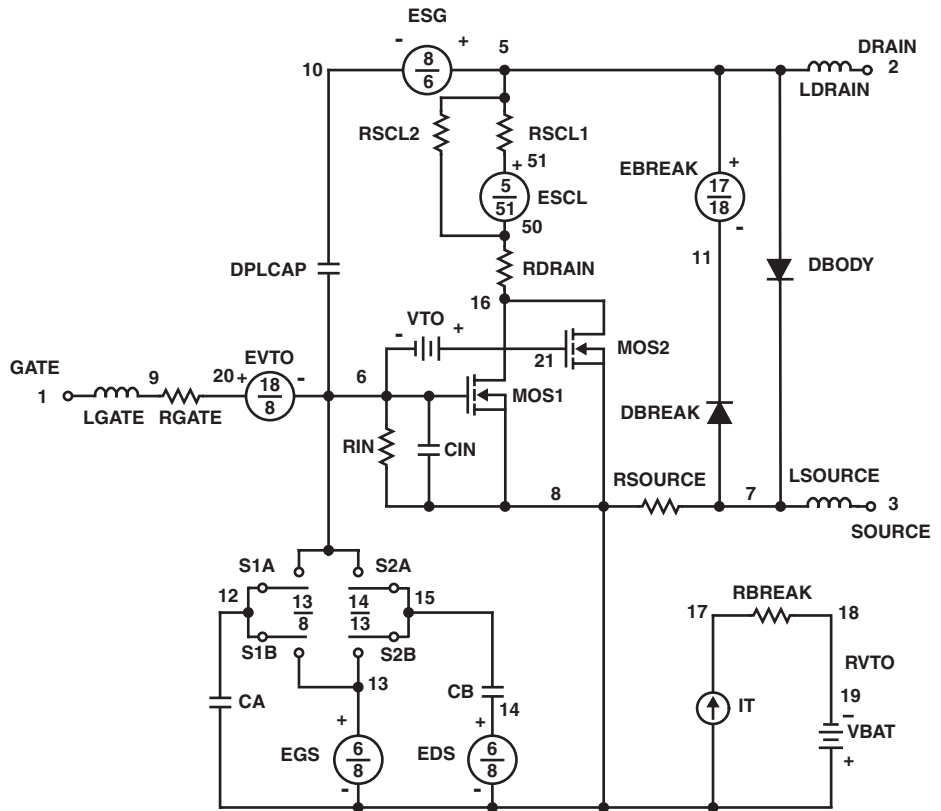 ESG
- +
8
6
5
10
DRAIN
2
LDRAIN
RSCL2
RSCL1
+ 51
5
51
ESCL
50
EBREAK
+
17
18
-
11
RDRAIN
DPLCAP
DBODY
16
VTO
- +
21
MOS2
GATE
1
9
20
+
EVTO
18
8
-
6
MOS1
LGATE
RGATE
DBREAK
RIN
CIN
RSOURCE
LSOURCE
8
7
3
SOURCE
S1A
S2A
12
13
8
14
13
15
S1B
S2B
13
CA
CB
14
+
EGS
6
8
-
+
EDS
6
8
-
RBREAK
17
18
RVTO
19
IT
-
VBAT
+